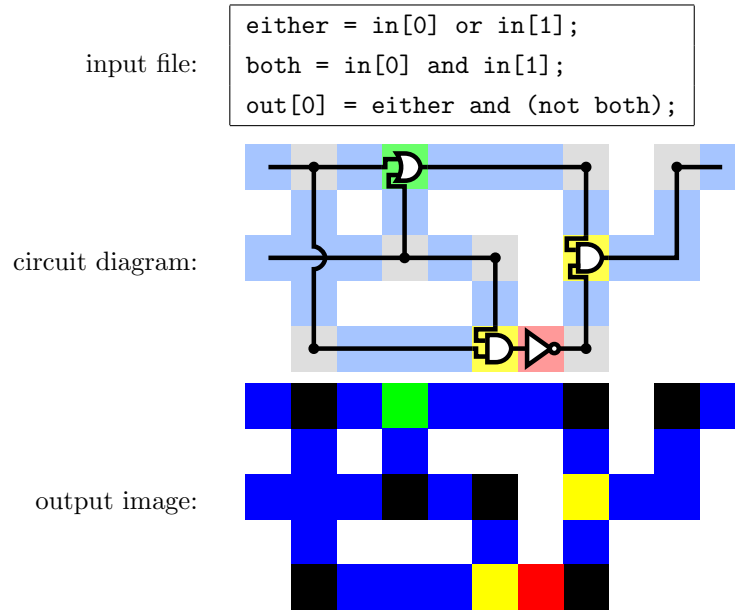 input file:
either = in[0] or in[1];
both = in[0] and in[1];
out[0] = either and (not both);
circuit diagram:
output image: